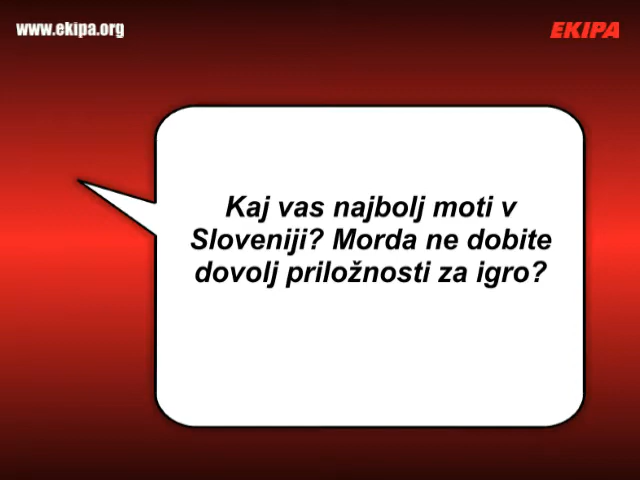 www.ekipa.org
EKIPA
Kaj vas najbolj moti v
Sloveniji? Morda ne dobite
dovolj priložnosti za igro?